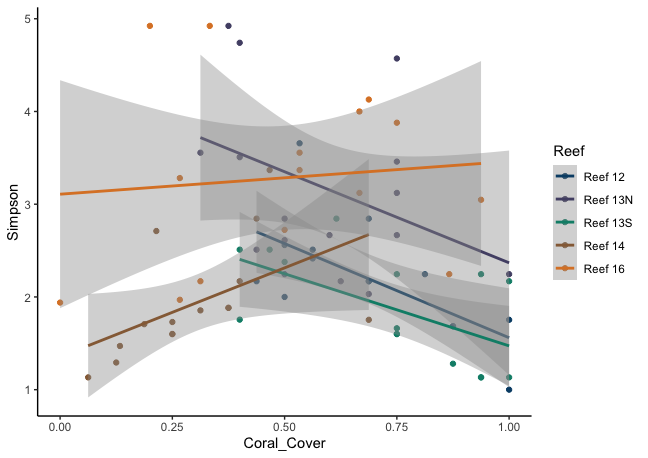 5
4
3
2
1
Simpson
0.00 0.25 0.50 0.75 1.00
Coral_Cover
Reef
Reef 12
Reef 13N
Reef 13S
Reef 14
Reef 16